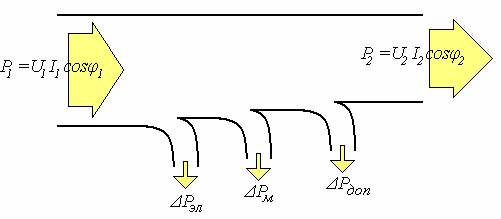 P₁ =U₁ I₁ cosφ₁
P₂ =U₂ I₂ cosφ₂
ΔPэл
ΔPм
ΔPдоп